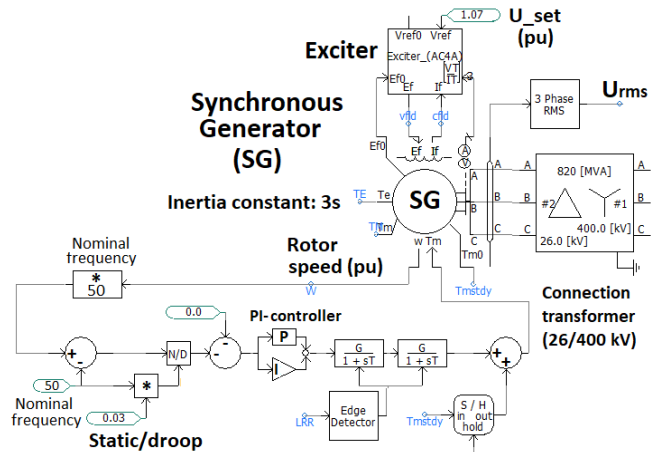 1.07
U_set
(pu)
Vref0 Vref
Exciter
Exciter_(AC4A)
VT
IT
3
Ef0
Ef If
vfld cfld
3 Phase
RMS
Urms
Synchronous
Generator
(SG)
Ef0
Ef If
A
V
A A A A
820 [MVA]
Inertia constant: 3s
TE Te
SG
B B B B
#2 #1
TM Tm
C C C C
400.0 [kV]
26.0 [kV]
w Tm
Tm0
Nominal
frequency
Rotor
speed (pu)
W
Tmstdy
*
50
Connection
transformer
(26/400 kV)
0.0
PI-controller
P
I
+ -
N/D
- -
G
1 + sT
G
1 + sT
+ +
50
*
Nominal
frequency
0.03
LRR
Edge
Detector
Tmstdy
S / H
in out
hold
Static/droop